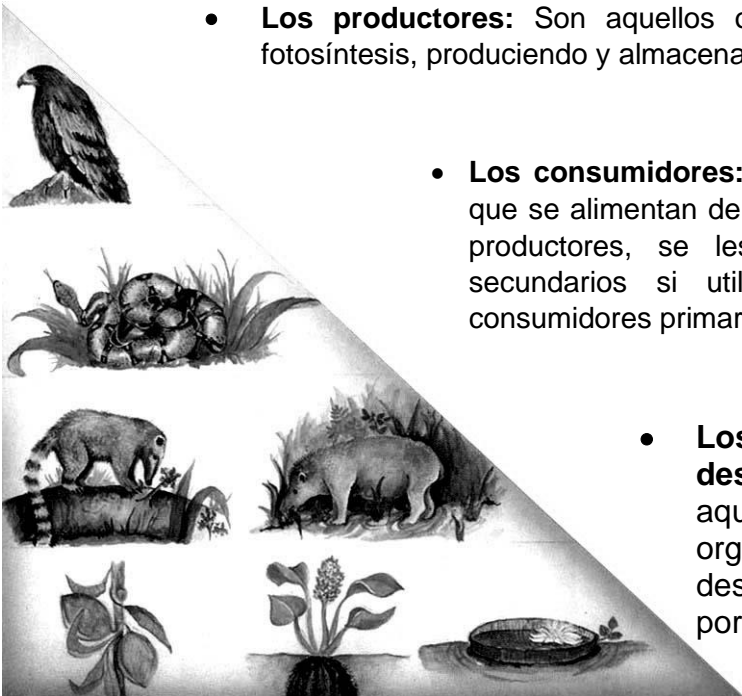 • Los productores: Son aquellos
fotosíntesis, produciendo y almacena
• Los consumidores:
que se alimentan de
productores, se les
secundarios si util
consumidores primar
• Los
des
aqu
org
des
por